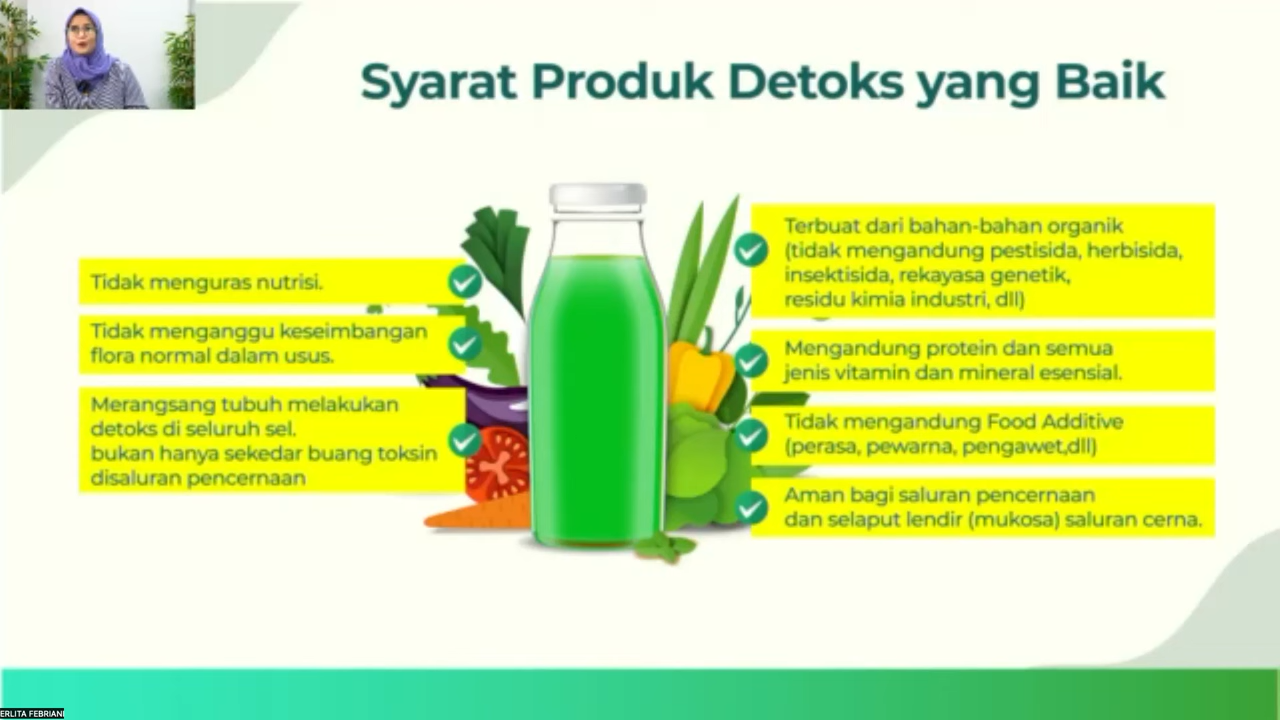 Syarat Produk Detoks yang Baik
Tidak menguras nutrisi.
Tidak menganggu keseimbangan
flora normal dalam usus.
Merangsang tubuh melakukan
detoks di seluruh sel.
bukan hanya sekedar buang toksin
disaluran pencernaan
Terbuat dari bahan-bahan organik
(tidak mengandung pestisida, herbisida,
insektisida, rekayasa genetik,
residu kimia industri, dll)
Mengandung protein dan semua
jenis vitamin dan mineral esensial.
Tidak mengandung Food Additive
(perasa, pewarna, pengawet,dll)
Aman bagi saluran pencernaan
dan selaput lendir (mukosa) saluran cerna.
ERLITA FEBRIANI